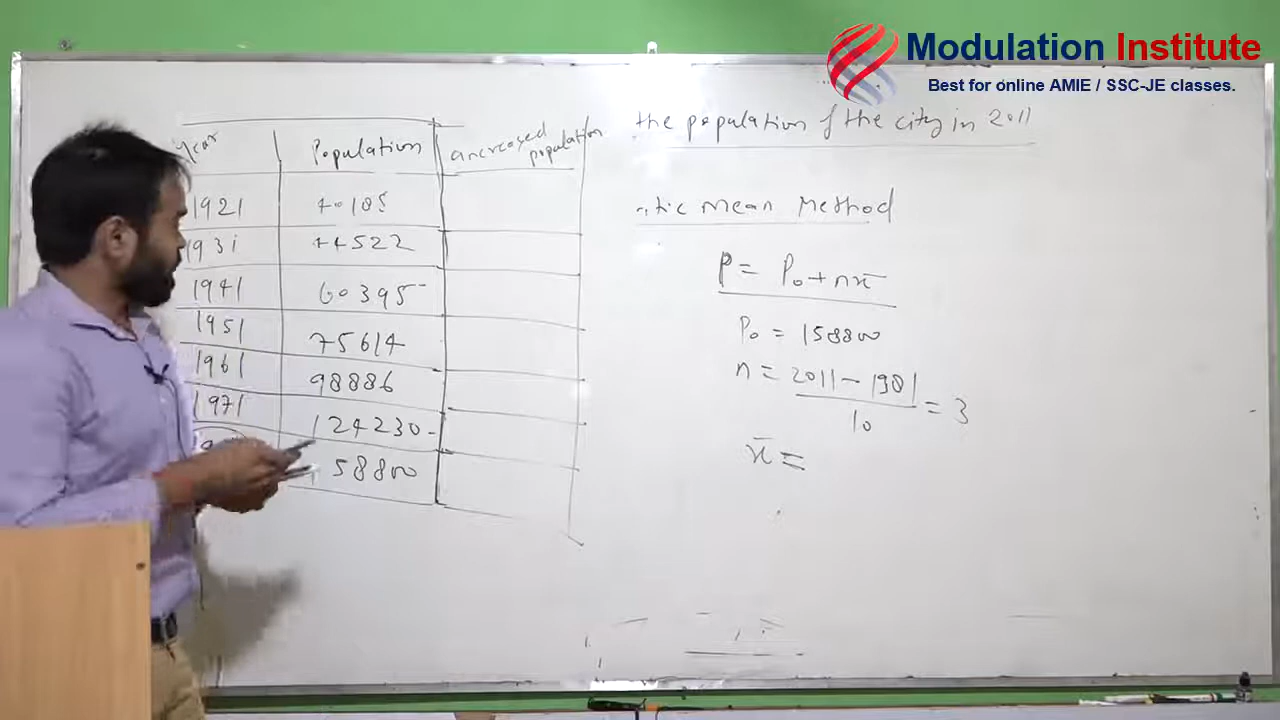 Modulation Institute
Best for online AMIE / SSC-JE classes.
the population of the city in 2011
Year Population increased population
1921 40185
1931 44522
1941 60395
1951 75614
1961 98886
1971 124230
58800
tic Mean Method
P = P₀ + nx̄
P₀ = 158800
n = 2011 - 1981 / 10 = 3
x̄ =